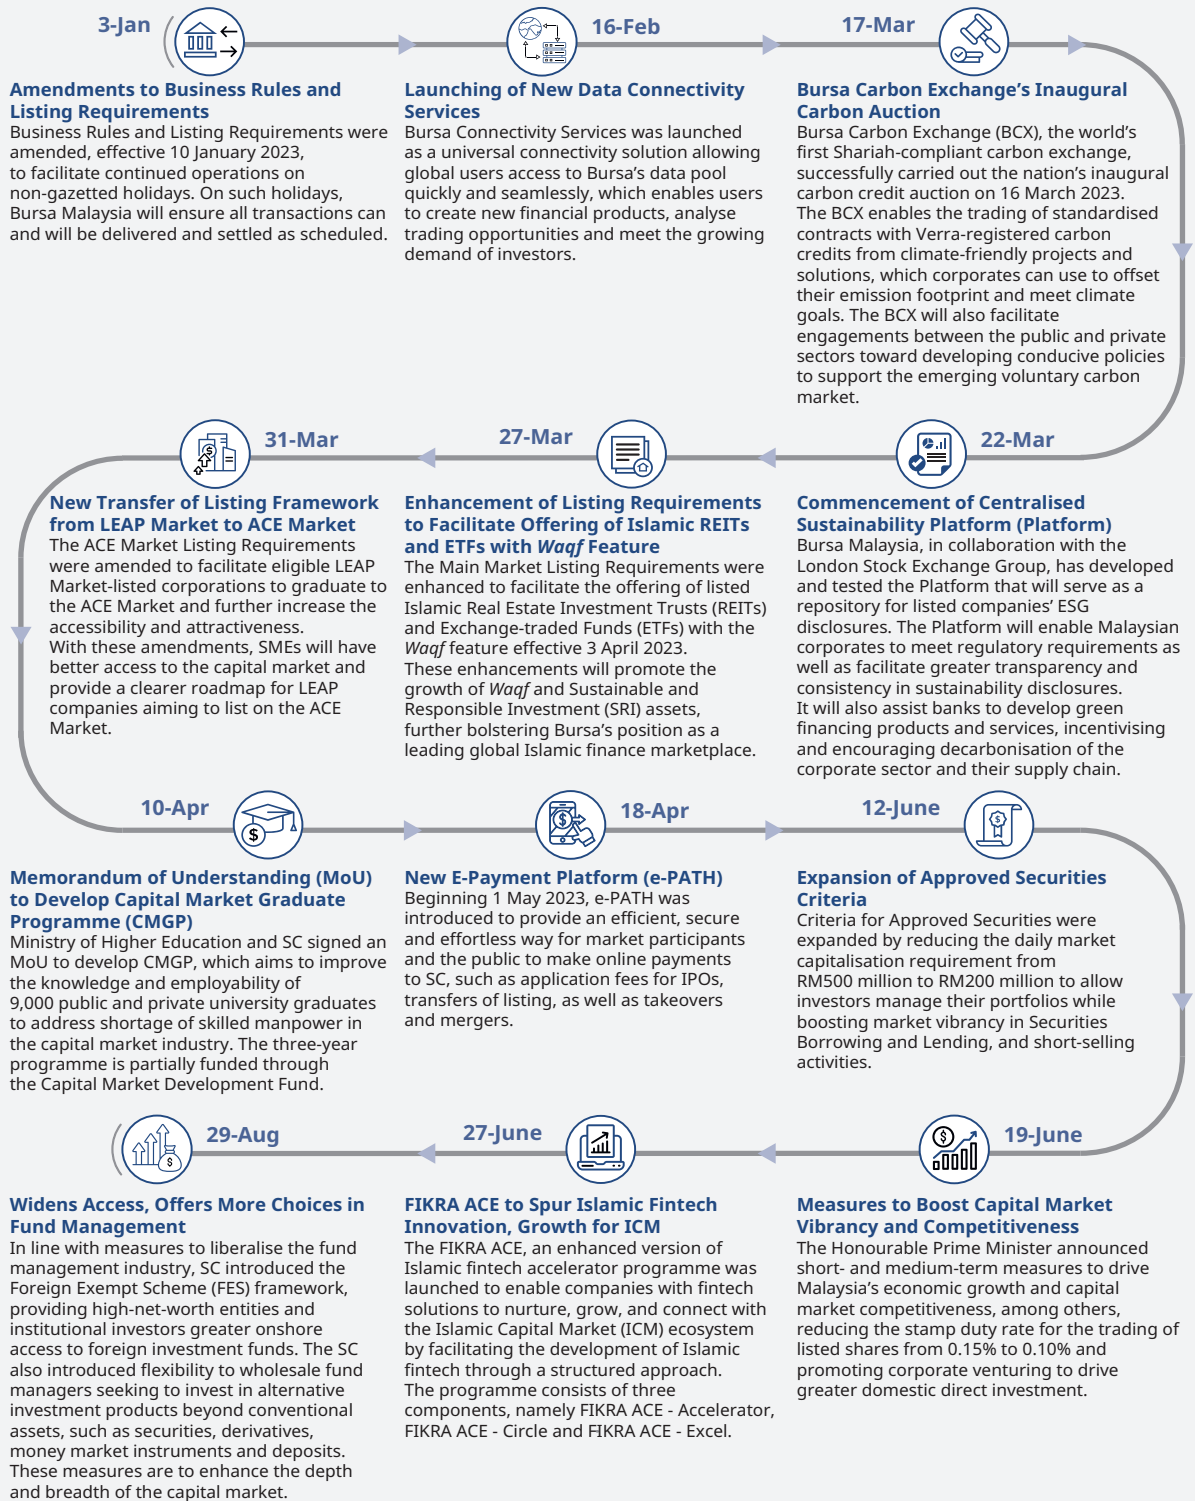 3-Jan
Amendments to Business Rules and
Listing Requirements
Business Rules and Listing Requirements were
amended, effective 10 January 2023,
to facilitate continued operations on
non-gazetted holidays. On such holidays,
Bursa Malaysia will ensure all transactions can
and will be delivered and settled as scheduled.
16-Feb
Launching of New Data Connectivity
Services
Bursa Connectivity Services was launched
as a universal connectivity solution allowing
global users access to Bursa's data pool
quickly and seamlessly, which enables users
to create new financial products, analyse
trading opportunities and meet the growing
demand of investors.
17-Mar
Bursa Carbon Exchange's Inaugural
Carbon Auction
Bursa Carbon Exchange (BCX), the world's
first Shariah-compliant carbon exchange,
successfully carried out the nation's inaugural
carbon credit auction on 16 March 2023.
The BCX enables the trading of standardised
contracts with Verra-registered carbon
credits from climate-friendly projects and
solutions, which corporates can use to offset
their emission footprint and meet climate
goals. The BCX will also facilitate
engagements between the public and private
sectors toward developing conducive policies
to support the emerging voluntary carbon
market.
22-Mar
Commencement of Centralised
Sustainability Platform (Platform)
Bursa Malaysia, in collaboration with the
London Stock Exchange Group, has developed
and tested the Platform that will serve as a
repository for listed companies' ESG
disclosures. The Platform will enable Malaysian
corporates to meet regulatory requirements as
well as facilitate greater transparency and
consistency in sustainability disclosures.
It will also assist banks to develop green
financing products and services, incentivising
and encouraging decarbonisation of the
corporate sector and their supply chain.
27-Mar
Enhancement of Listing Requirements
to Facilitate Offering of Islamic REITs
and ETFs with Waqf Feature
The Main Market Listing Requirements were
enhanced to facilitate the offering of listed
Islamic Real Estate Investment Trusts (REITs)
and Exchange-traded Funds (ETFs) with the
Waqf feature effective 3 April 2023.
These enhancements will promote the
growth of Waqf and Sustainable and
Responsible Investment (SRI) assets,
further bolstering Bursa's position as a
leading global Islamic finance marketplace.
31-Mar
New Transfer of Listing Framework
from LEAP Market to ACE Market
The ACE Market Listing Requirements
were amended to facilitate eligible LEAP
Market-listed corporations to graduate to
the ACE Market and further increase the
accessibility and attractiveness.
With these amendments, SMEs will have
better access to the capital market and
provide a clearer roadmap for LEAP
companies aiming to list on the ACE
Market.
10-Apr
Memorandum of Understanding (MoU)
to Develop Capital Market Graduate
Programme (CMGP)
Ministry of Higher Education and SC signed an
MoU to develop CMGP, which aims to improve
the knowledge and employability of
9,000 public and private university graduates
to address shortage of skilled manpower in
the capital market industry. The three-year
programme is partially funded through
the Capital Market Development Fund.
18-Apr
New E-Payment Platform (e-PATH)
Beginning 1 May 2023, e-PATH was
introduced to provide an efficient, secure
and effortless way for market participants
and the public to make online payments
to SC, such as application fees for IPOs,
transfers of listing, as well as takeovers
and mergers.
12-June
Expansion of Approved Securities
Criteria
Criteria for Approved Securities were
expanded by reducing the daily market
capitalisation requirement from
RM500 million to RM200 million to allow
investors manage their portfolios while
boosting market vibrancy in Securities
Borrowing and Lending, and short-selling
activities.
19-June
Measures to Boost Capital Market
Vibrancy and Competitiveness
The Honourable Prime Minister announced
short- and medium-term measures to drive
Malaysia's economic growth and capital
market competitiveness, among others,
reducing the stamp duty rate for the trading of
listed shares from 0.15% to 0.10% and
promoting corporate venturing to drive
greater domestic direct investment.
27-June
FIKRA ACE to Spur Islamic Fintech
Innovation, Growth for ICM
The FIKRA ACE, an enhanced version of
Islamic fintech accelerator programme was
launched to enable companies with fintech
solutions to nurture, grow, and connect with
the Islamic Capital Market (ICM) ecosystem
by facilitating the development of Islamic
fintech through a structured approach.
The programme consists of three
components, namely FIKRA ACE - Accelerator,
FIKRA ACE - Circle and FIKRA ACE - Excel.
29-Aug
Widens Access, Offers More Choices in
Fund Management
In line with measures to liberalise the fund
management industry, SC introduced the
Foreign Exempt Scheme (FES) framework,
providing high-net-worth entities and
institutional investors greater onshore
access to foreign investment funds. The SC
also introduced flexibility to wholesale fund
managers seeking to invest in alternative
investment products beyond conventional
assets, such as securities, derivatives,
money market instruments and deposits.
These measures are to enhance the depth
and breadth of the capital market.